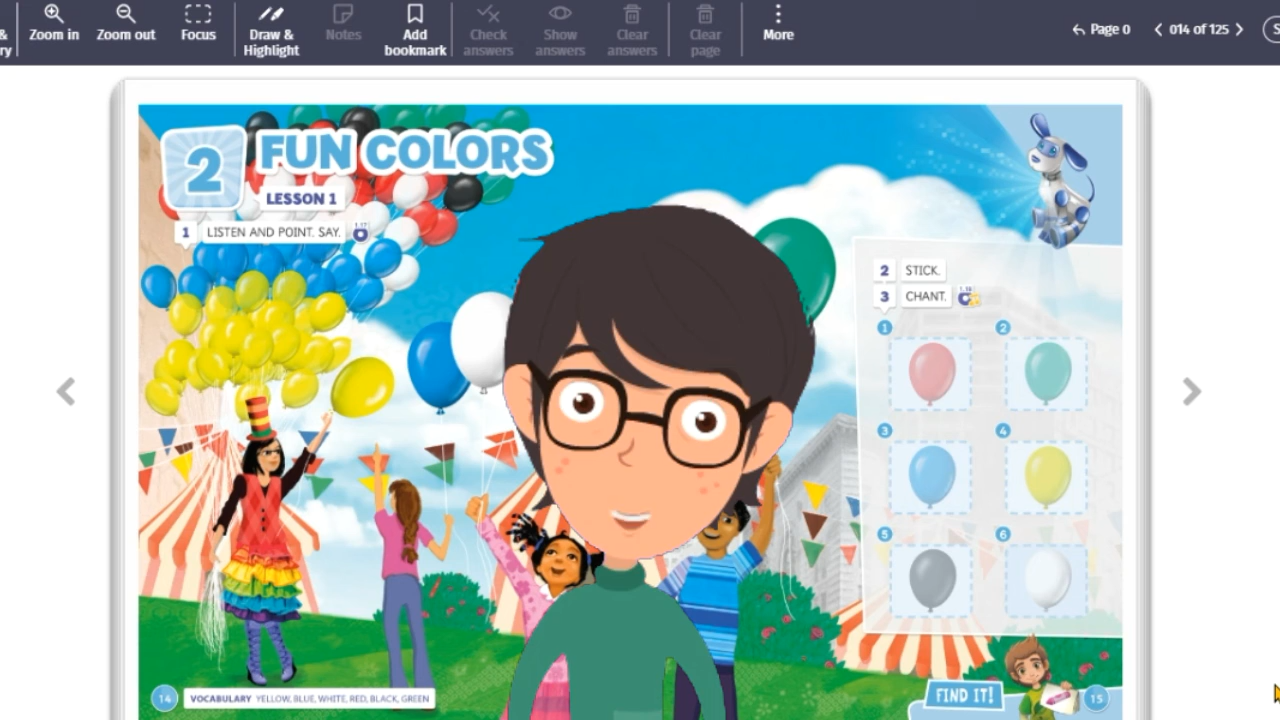 Zoom in
Zoom out
Focus
Draw &
Highlight
Notes
Add
bookmark
Check
answers
Show
answers
Clear
answers
Clear
page
More
Page 0
014 of 125
2
FUN COLORS
LESSON 1
1 LISTEN AND POINT. SAY.
2 STICK.
3 CHANT.
1
2
3
4
5
6
14
VOCABULARY YELLOW, BLUE, WHITE, RED, BLACK, GREEN
FIND IT!
15